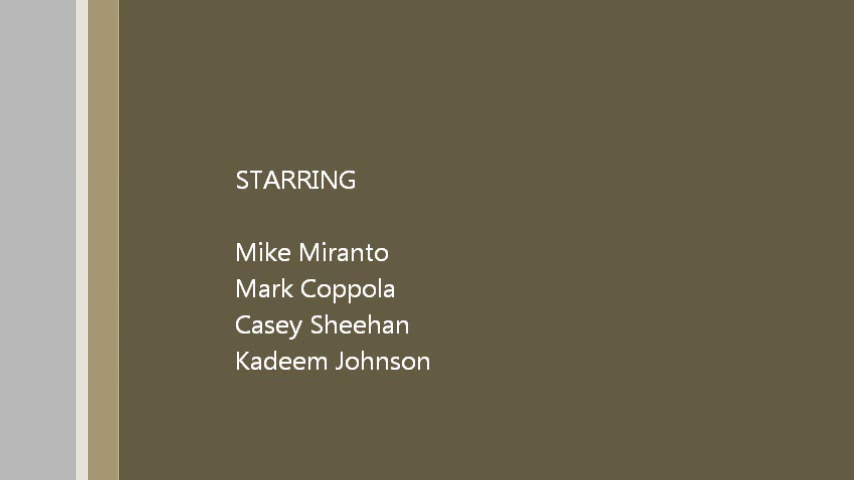 STARRING
Mike Miranto
Mark Coppola
Casey Sheehan
Kadeem Johnson